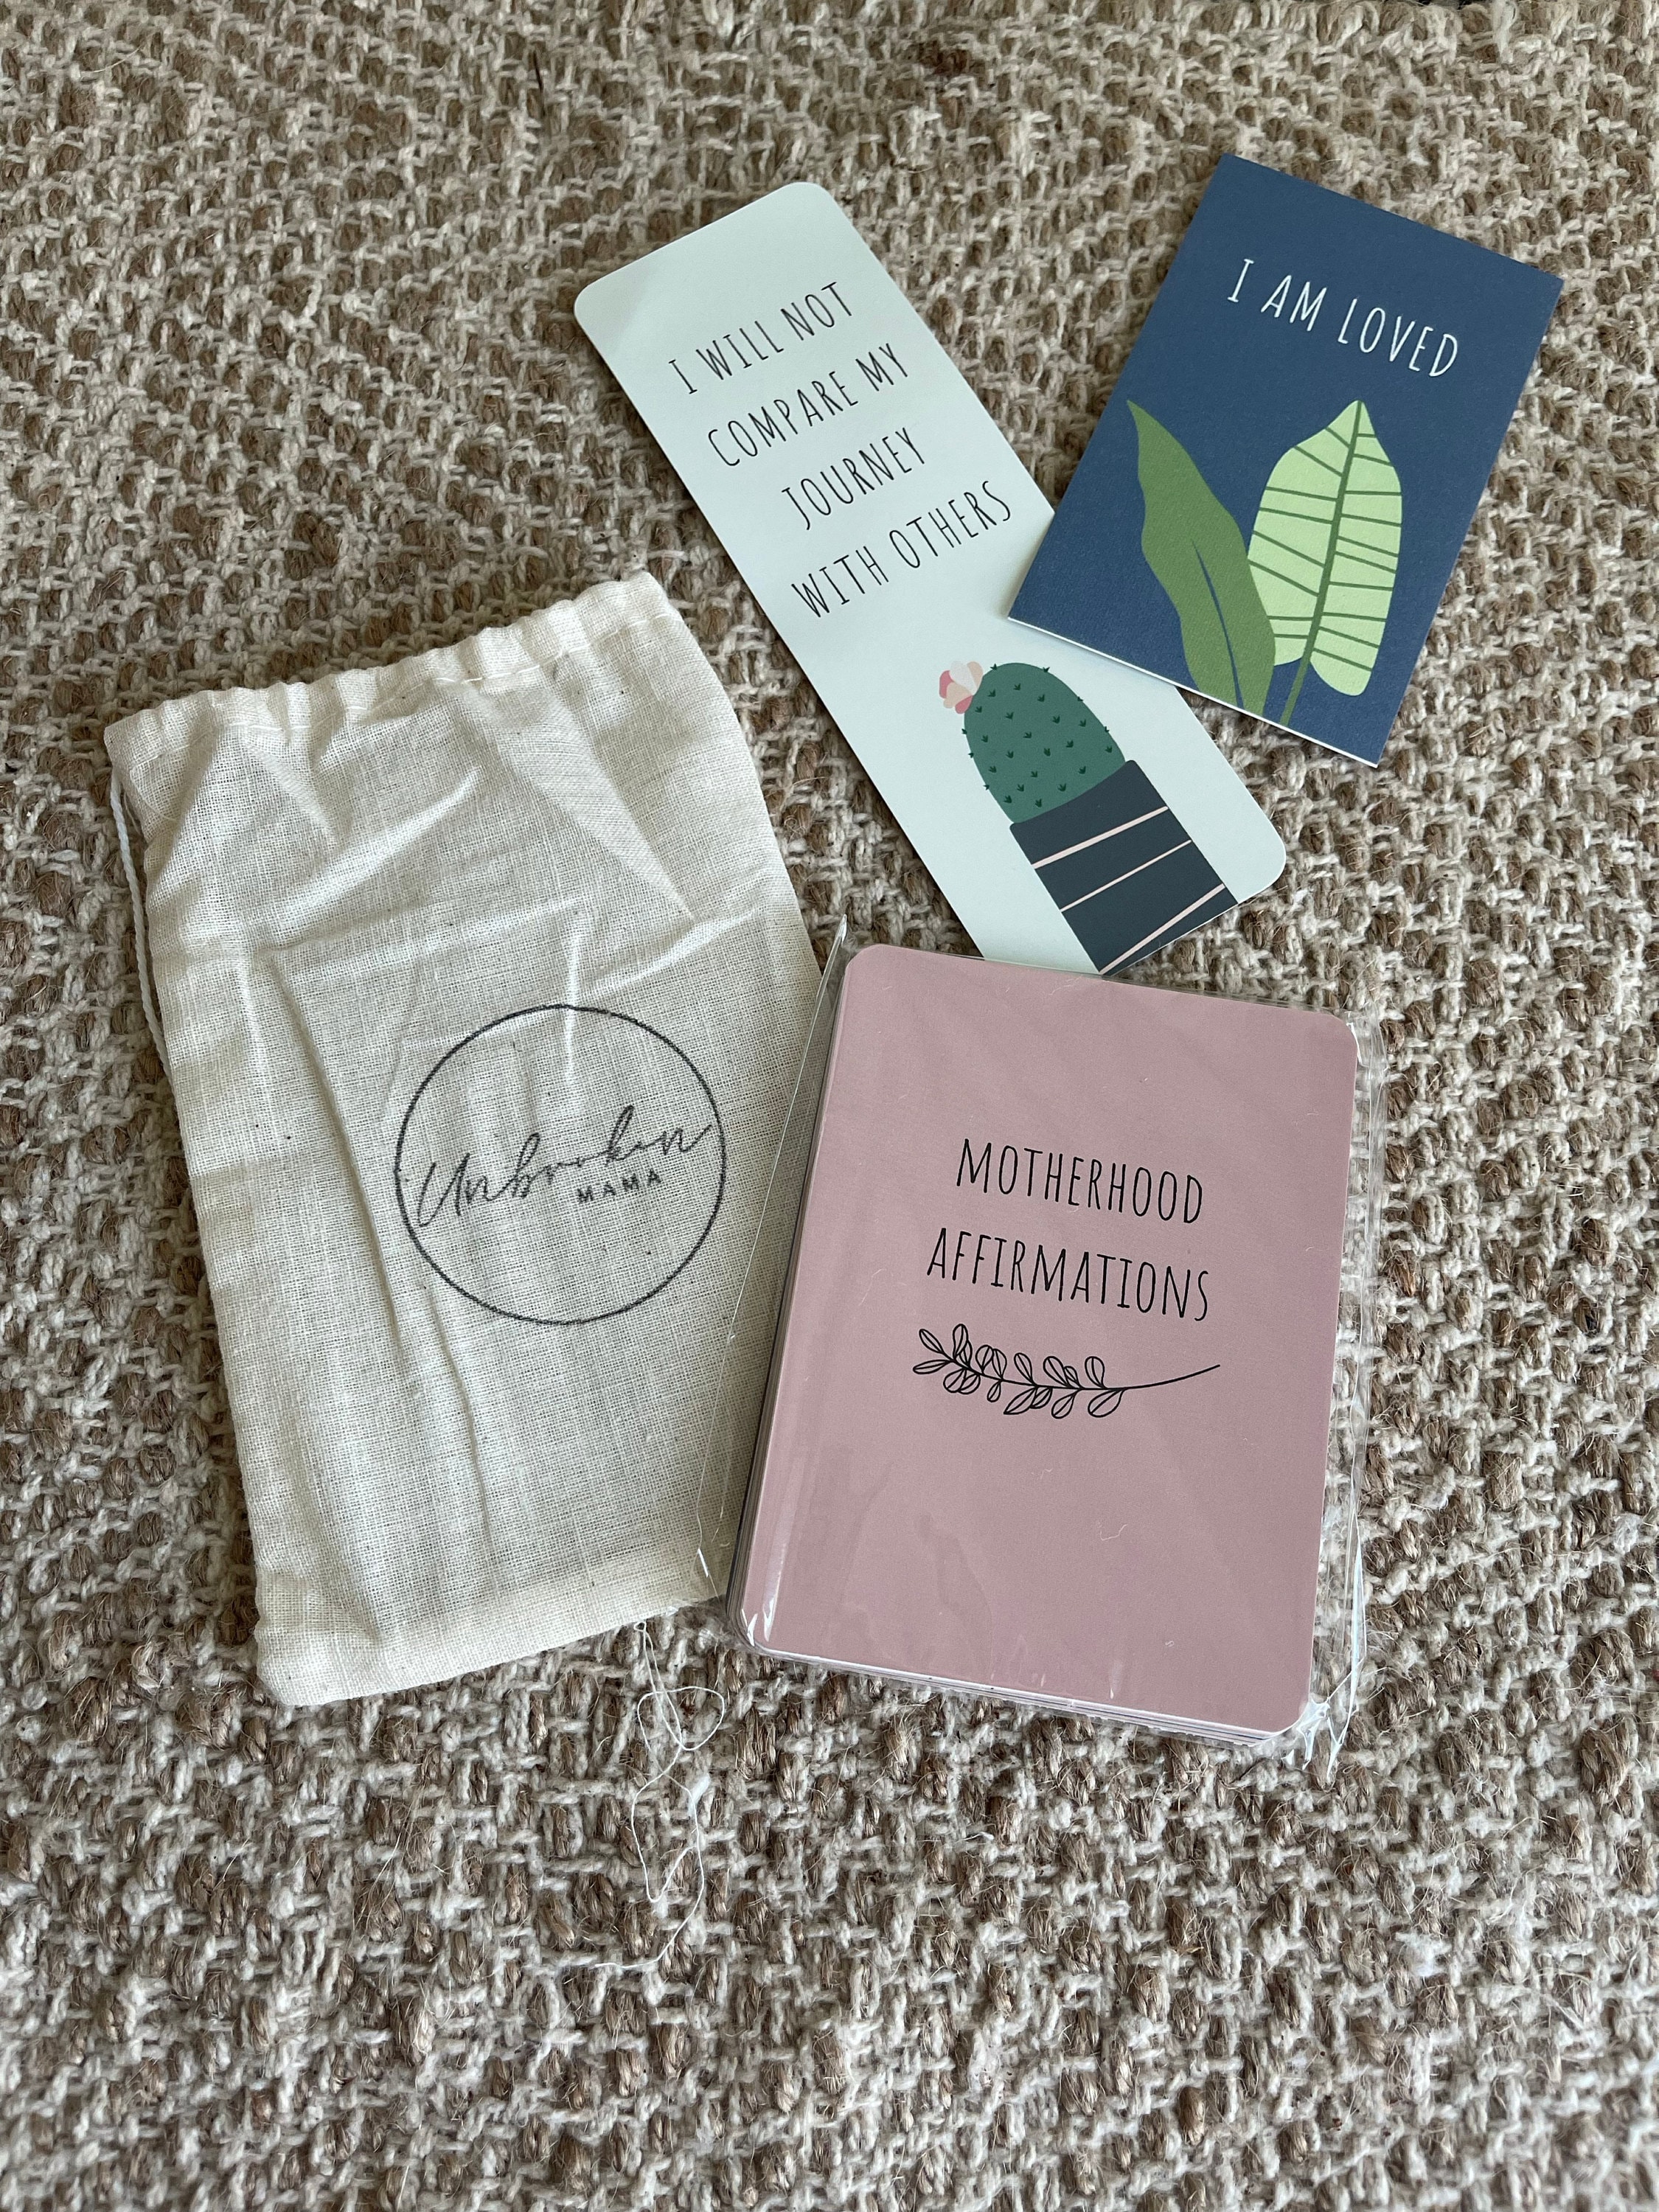 I AM LOVED
I WILL NOT
COMPARE MY
JOURNEY
WITH OTHERS
Unbroken
MAMA
MOTHERHOOD
AFFIRMATIONS